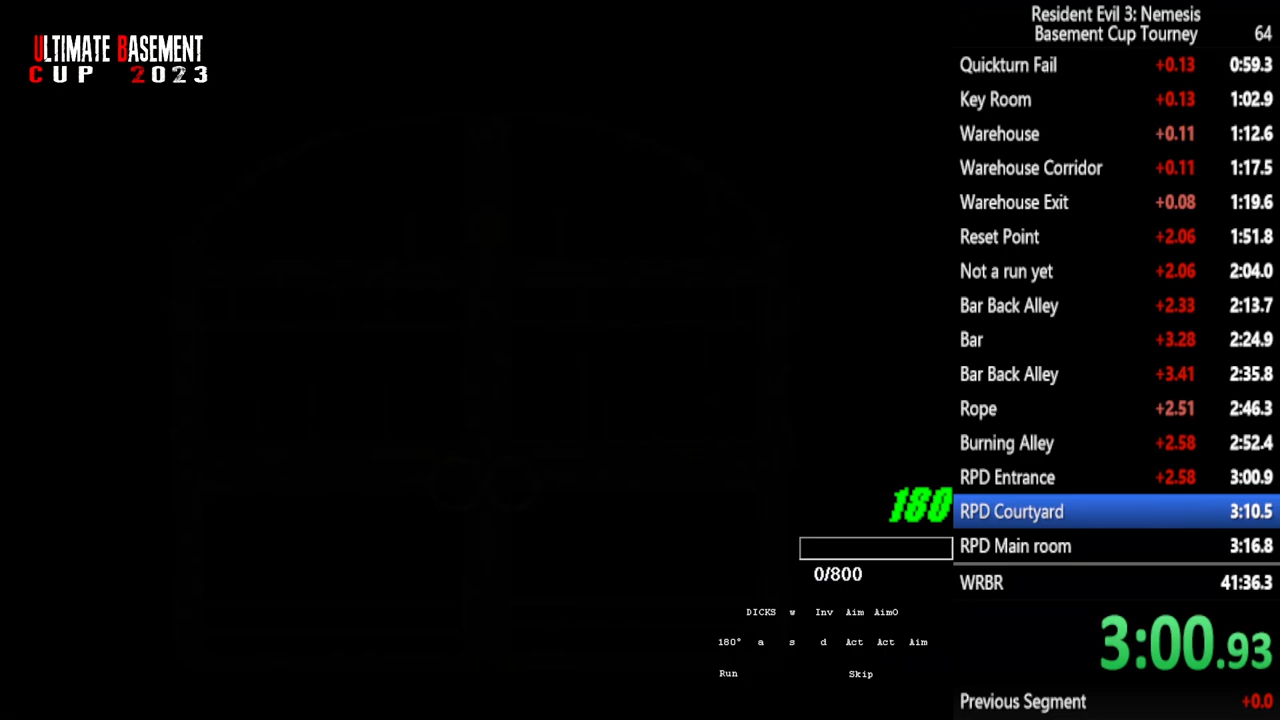 ULTIMATE BASEMENT
CUP 2023
Resident Evil 3: Nemesis
Basement Cup Tourney 64
Quickturn Fail +0.13 0:59.3
Key Room +0.13 1:02.9
Warehouse +0.11 1:12.6
Warehouse Corridor +0.11 1:17.5
Warehouse Exit +0.08 1:19.6
Reset Point +2.06 1:51.8
Not a run yet +2.06 2:04.0
Bar Back Alley +2.33 2:13.7
Bar +3.28 2:24.9
Bar Back Alley +3.41 2:35.8
Rope +2.51 2:46.3
Burning Alley +2.58 2:52.4
RPD Entrance +2.58 3:00.9
180
RPD Courtyard 3:10.5
RPD Main room 3:16.8
0/800
WRBR 41:36.3
DICKS w Inv Aim AimO
180° a s d Act Act Aim
Run Skip
3:00.93
Previous Segment +0.0